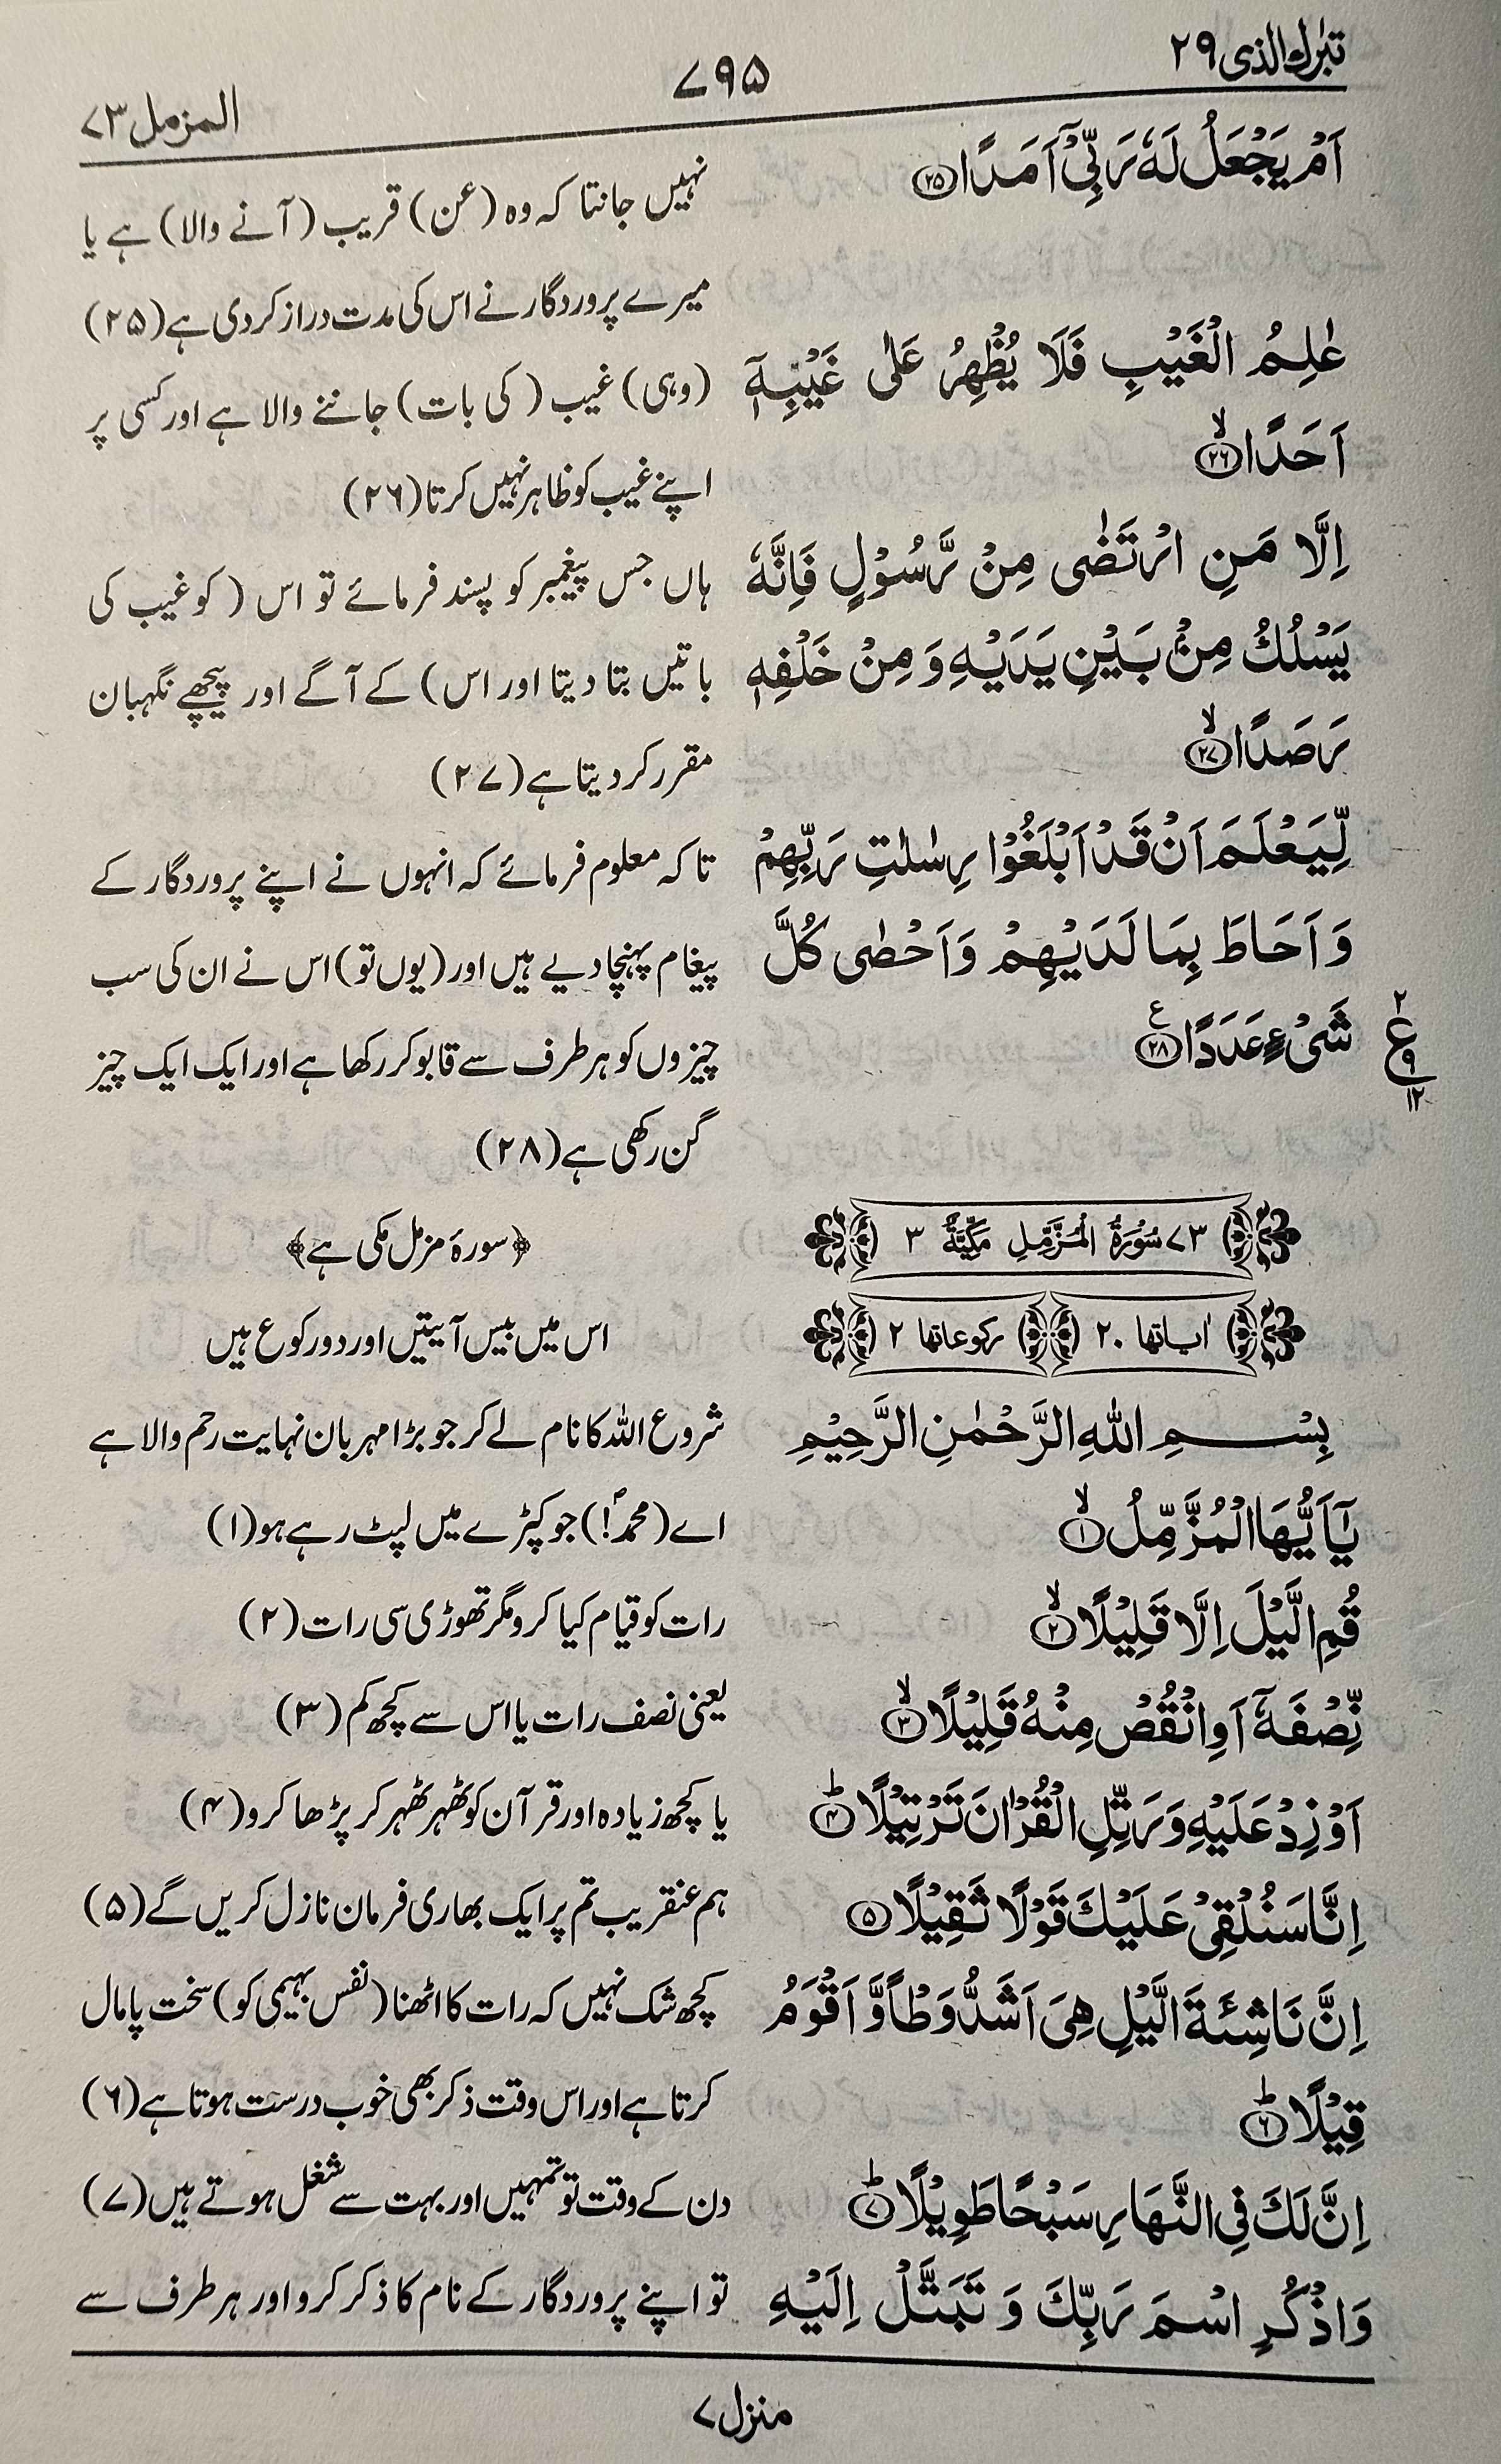 تبٰرك الذی ۲۹
۷۹۵
المزمل ۷۳
اَمْ يَجْعَلُ لَهٗ رَبِّیْۤ اَمَدًا ﴿۲۵﴾
عٰلِمُ الْغَيْبِ فَلَا يُظْهِرُ عَلٰى غَيْبِهٖۤ
اَحَدًا ﴿۲۶﴾ۙ
اِلَّا مَنِ ارْتَضٰى مِنْ رَّسُوْلٍ فَاِنَّهٗ
يَسْلُكُ مِنْۢ بَيْنِ يَدَيْهِ وَ مِنْ خَلْفِهٖ
رَصَدًا ﴿۲۷﴾ۙ
لِّيَعْلَمَ اَنْ قَدْ اَبْلَغُوْا رِسٰلٰتِ رَبِّهِمْ
وَ اَحَاطَ بِمَا لَدَيْهِمْ وَ اَحْصٰى كُلَّ
شَیْءٍ عَدَدًا ﴿۲۸﴾ ع
۲
ع
۹
۱۲
۷۳ سُوْرَةُ الْمُزَّمِّلِ مَكِّيَّةٌ ۳
اٰياتها ۲۰ ركوعاتها ۲
بِسْمِ اللهِ الرَّحْمٰنِ الرَّحِيْمِ
يٰۤاَيُّهَا الْمُزَّمِّلُ ﴿۱﴾ۙ
قُمِ الَّيْلَ اِلَّا قَلِيْلًا ﴿۲﴾ۙ
نِّصْفَهٗۤ اَوِ انْقُصْ مِنْهُ قَلِيْلًا ﴿۳﴾ۙ
اَوْ زِدْ عَلَيْهِ وَ رَتِّلِ الْقُرْاٰنَ تَرْتِيْلًا ﴿۴﴾ؕ
اِنَّا سَنُلْقِیْ عَلَيْكَ قَوْلًا ثَقِيْلًا ﴿۵﴾
اِنَّ نَاشِئَةَ الَّيْلِ هِیَ اَشَدُّ وَطْاً وَّ اَقْوَمُ
قِيْلًا ﴿۶﴾ؕ
اِنَّ لَكَ فِی النَّهَارِ سَبْحًا طَوِيْلًا ﴿۷﴾ؕ
وَ اذْكُرِ اسْمَ رَبِّكَ وَ تَبَتَّلْ اِلَيْهِ
نہیں جانتا کہ وہ (عن) قریب (آنے والا) ہے یا
میرے پروردگار نے اس کی مدت دراز کر دی ہے (۲۵)
(وہی) غیب (کی بات) جاننے والا ہے اور کسی پر
اپنے غیب کو ظاہر نہیں کرتا (۲۶)
ہاں جس پیغمبر کو پسند فرمائے تو اس (کو غیب کی
باتیں بتا دیتا اور اس) کے آگے اور پیچھے نگہبان
مقرر کر دیتا ہے (۲۷)
تاکہ معلوم فرمائے کہ انہوں نے اپنے پروردگار کے
پیغام پہنچا دیے ہیں اور (یوں تو) اس نے ان کی سب
چیزوں کو ہر طرف سے قابو کر رکھا ہے اور ایک ایک چیز
گن رکھی ہے (۲۸)
﴿سورۂ مزمل مکی ہے﴾
اس میں بیس آیتیں اور دو رکوع ہیں
شروع اللہ کا نام لے کر جو بڑا مہربان نہایت رحم والا ہے
اے (محمدؐ!) جو کپڑے میں لپٹ رہے ہو (۱)
رات کو قیام کیا کرو مگر تھوڑی سی رات (۲)
یعنی نصف رات یا اس سے کچھ کم (۳)
یا کچھ زیادہ اور قرآن کو ٹھہر ٹھہر کر پڑھا کرو (۴)
ہم عنقریب تم پر ایک بھاری فرمان نازل کریں گے (۵)
کچھ شک نہیں کہ رات کا اٹھنا (نفس بہیمی کو) سخت پامال
کرتا ہے اور اس وقت ذکر بھی خوب درست ہوتا ہے (۶)
دن کے وقت تو تمہیں اور بہت سے شغل ہوتے ہیں (۷)
تو اپنے پروردگار کے نام کا ذکر کرو اور ہر طرف سے
منزل ۷